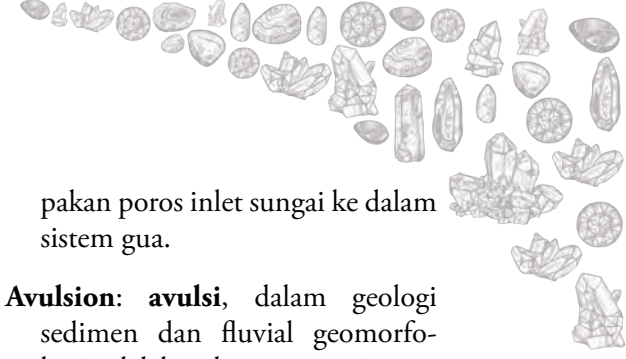 pakan poros inlet sungai ke dalam
sistem gua.
Avulsion: avulsi, dalam geologi
sedimen dan fluvial geomorfo-